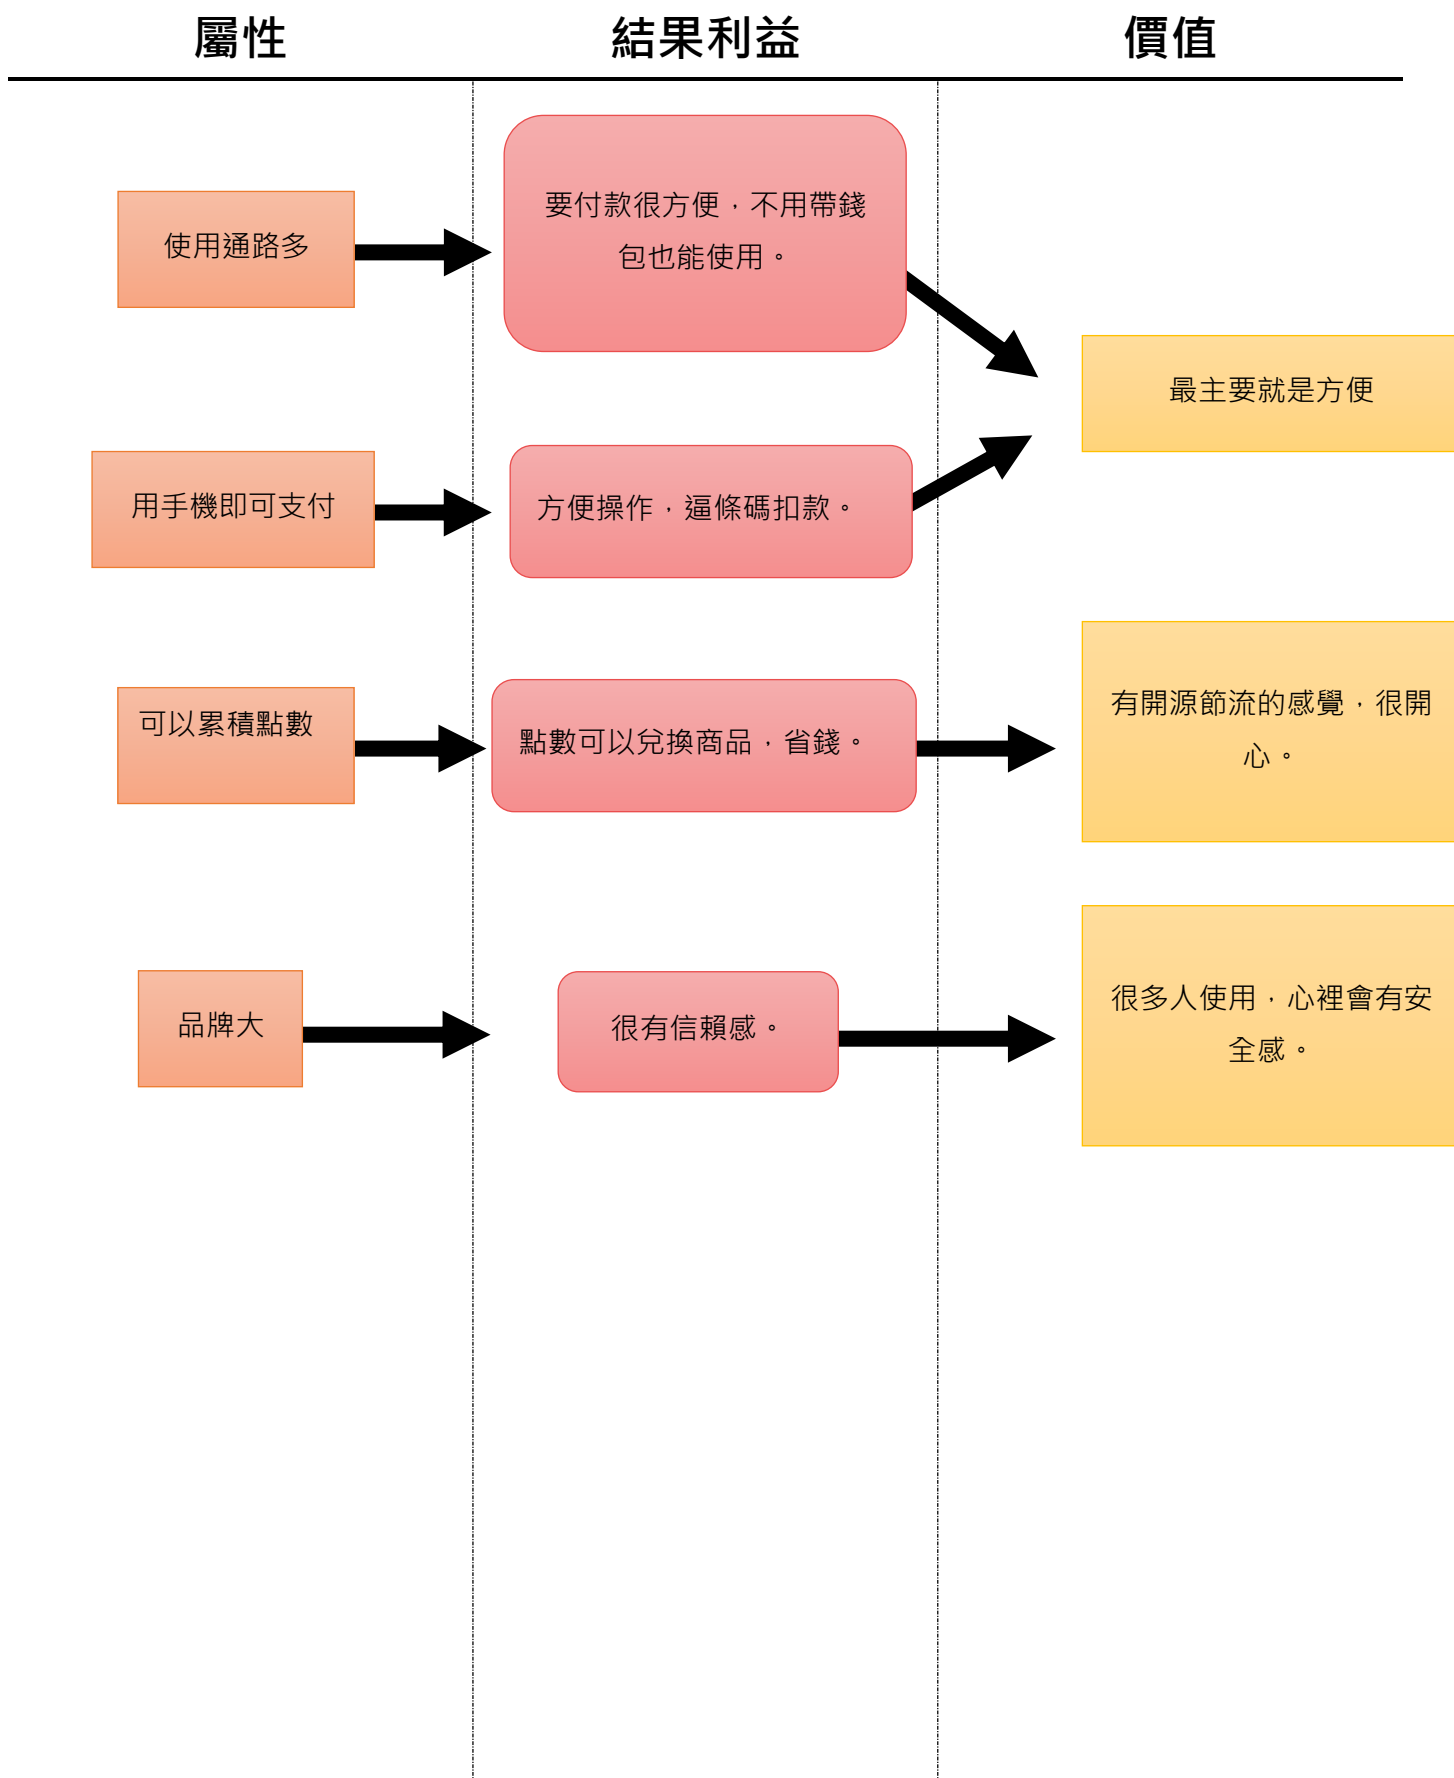 屬性
結果利益
價值
使用通路多
要付款很方便，不用帶錢
包也能使用。
最主要就是方便
用手機即可支付
方便操作，逼條碼扣款。
可以累積點數
點數可以兌換商品，省錢。
有開源節流的感覺，很開
心。
品牌大
很有信賴感。
很多人使用，心裡會有安
全感。